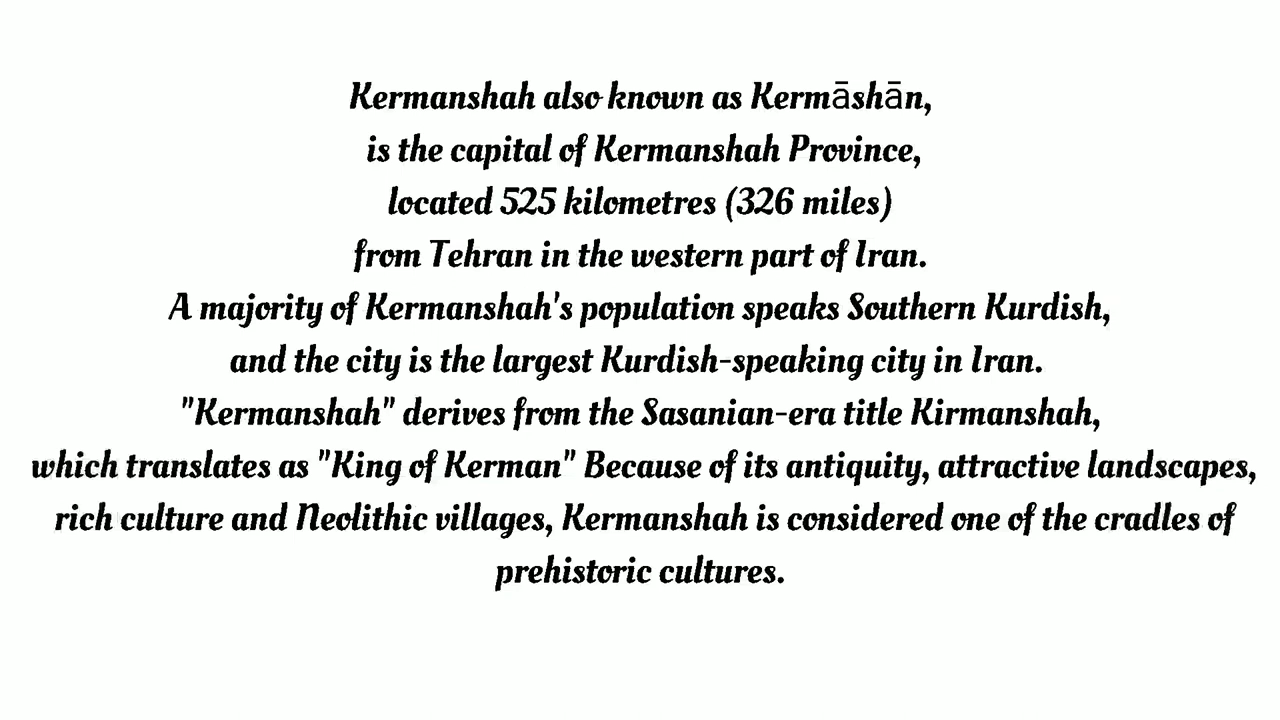 Kermanshah also known as Kermāshān,
is the capital of Kermanshah Province,
located 525 kilometres (326 miles)
from Tehran in the western part of Iran.
A majority of Kermanshah's population speaks Southern Kurdish,
and the city is the largest Kurdish-speaking city in Iran.
"Kermanshah" derives from the Sasanian-era title Kirmanshah,
which translates as "King of Kerman" Because of its antiquity, attractive landscapes,
rich culture and Neolithic villages, Kermanshah is considered one of the cradles of
prehistoric cultures.